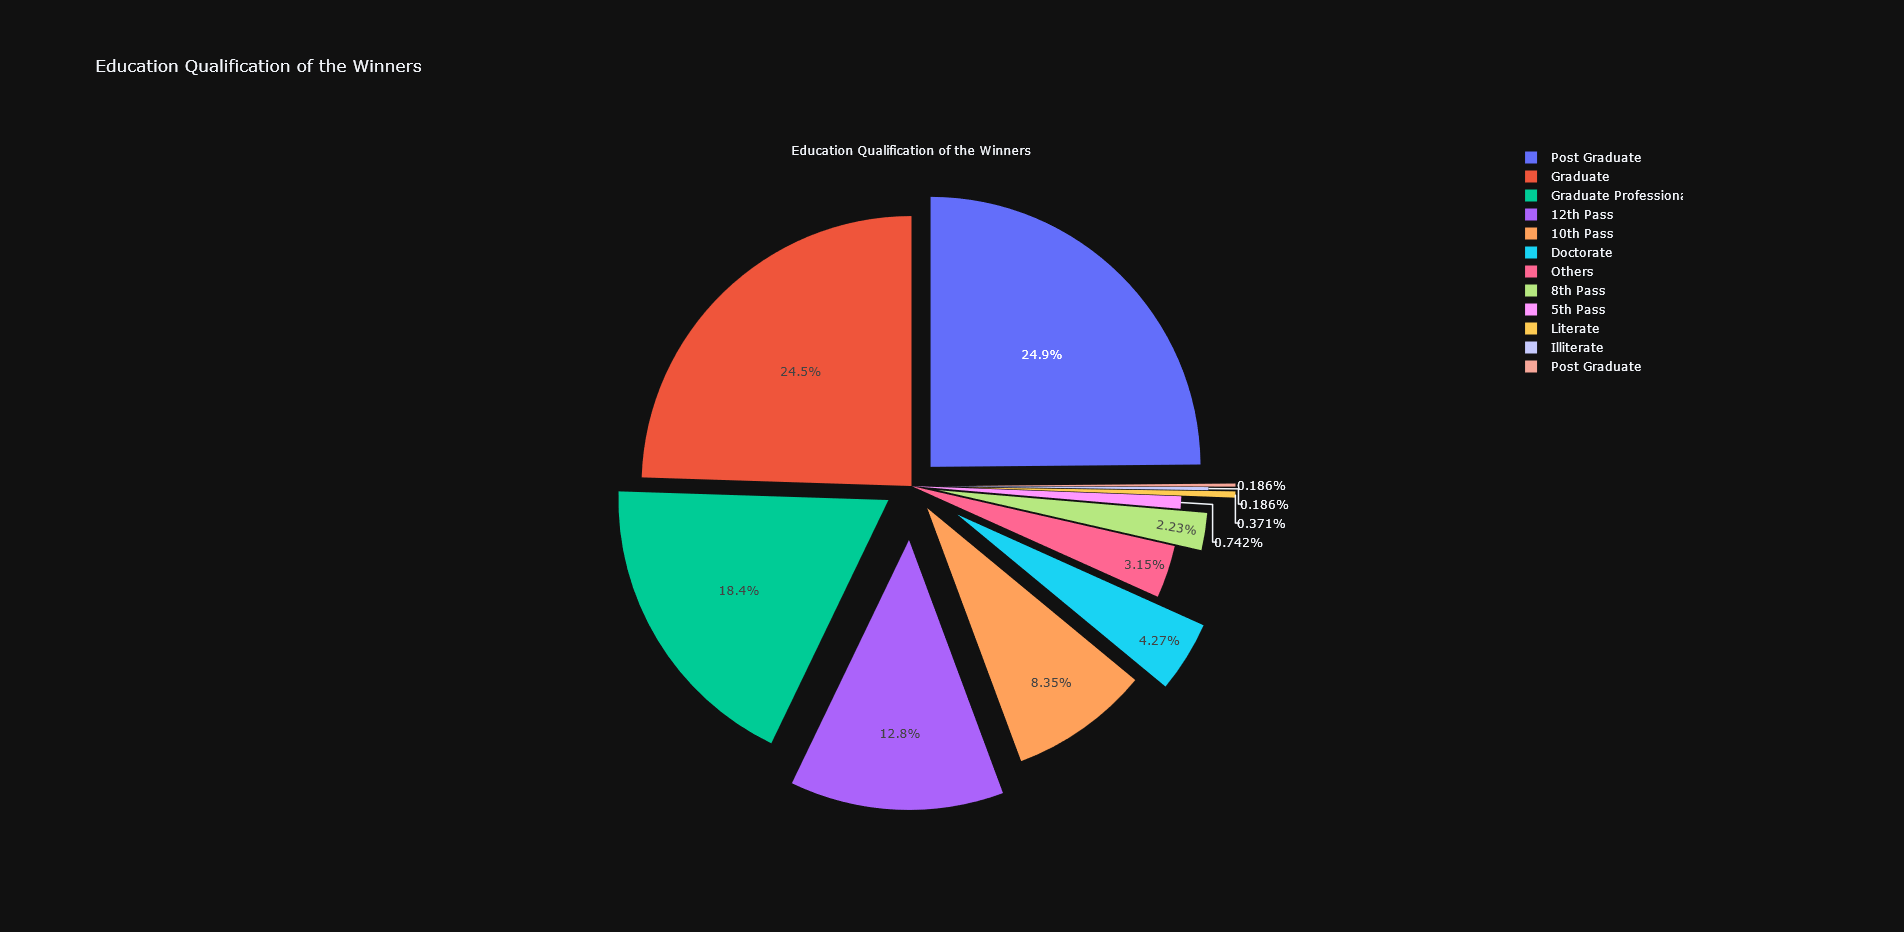 Education Qualification of the Winners
Education Qualification of the Winners
Post Graduate
Graduate
Graduate Professiona
12th Pass
10th Pass
Doctorate
Others
8th Pass
5th Pass
Literate
Illiterate
Post Graduate
24.9%
24.5%
0.186%
0.186%
0.371%
2.23%
0.742%
3.15%
18.4%
4.27%
8.35%
12.8%